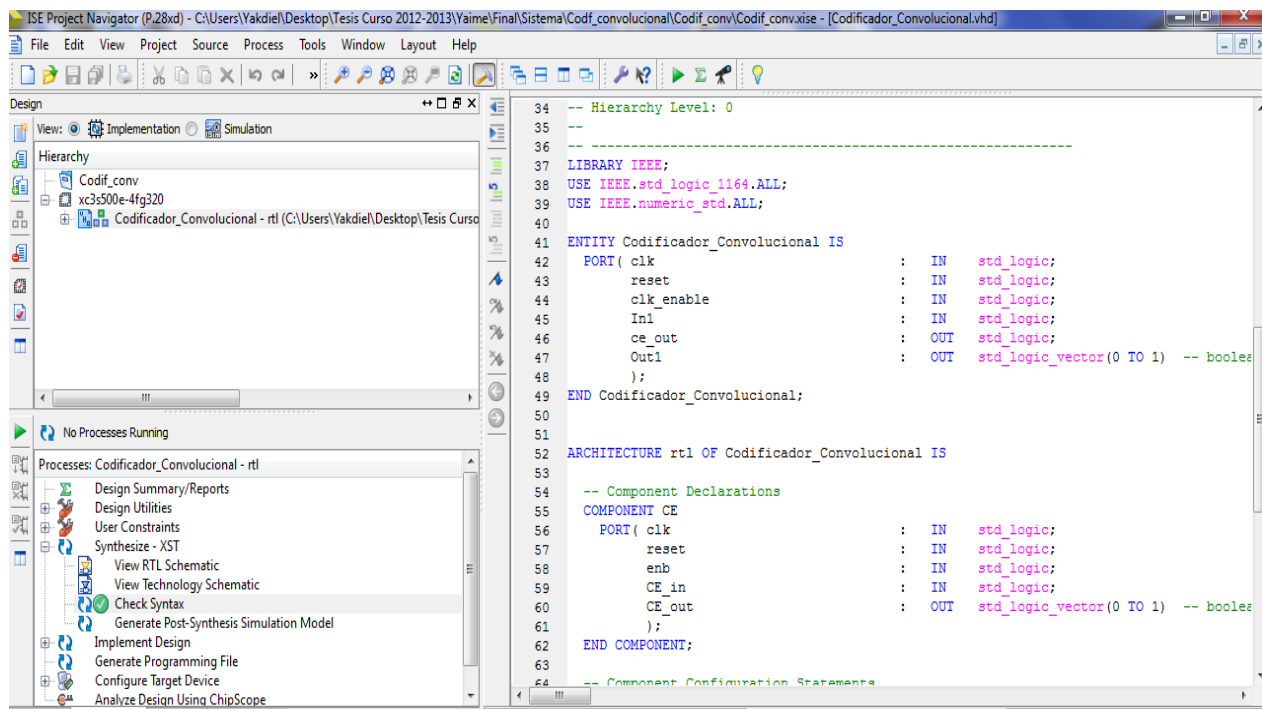 ISE Project Navigator (P.28xd) - C:\Users\Yakdiel\Desktop\Tesis Curso 2012-2013\Yaime\Final\Sistema\Codf_convolucional\Codif_conv\Codif_conv.xise - [Codificador_Convolucional.vhd]
File Edit View Project Source Process Tools Window Layout Help
Design
View: Implementation Simulation
Hierarchy
Codif_conv
xc3s500e-4fg320
Codificador_Convolucional - rtl (C:\Users\Yakdiel\Desktop\Tesis Curso
No Processes Running
Processes: Codificador_Convolucional - rtl
Design Summary/Reports
Design Utilities
User Constraints
Synthesize - XST
View RTL Schematic
View Technology Schematic
Check Syntax
Generate Post-Synthesis Simulation Model
Implement Design
Generate Programming File
Configure Target Device
Analyze Design Using ChipScope
34 -- Hierarchy Level: 0
35 --
36 -- -------------------------------------------------------------
37 LIBRARY IEEE;
38 USE IEEE.std_logic_1164.ALL;
39 USE IEEE.numeric_std.ALL;
40
41 ENTITY Codificador_Convolucional IS
42 PORT( clk : IN std_logic;
43 reset : IN std_logic;
44 clk_enable : IN std_logic;
45 In1 : IN std_logic;
46 ce_out : OUT std_logic;
47 Out1 : OUT std_logic_vector(0 TO 1) -- boolea
48 );
49 END Codificador_Convolucional;
50
51
52 ARCHITECTURE rtl OF Codificador_Convolucional IS
53
54 -- Component Declarations
55 COMPONENT CE
56 PORT( clk : IN std_logic;
57 reset : IN std_logic;
58 enb : IN std_logic;
59 CE_in : IN std_logic;
60 CE_out : OUT std_logic_vector(0 TO 1) -- boolea
61 );
62 END COMPONENT;
63
64 -- Component Configuration Statements